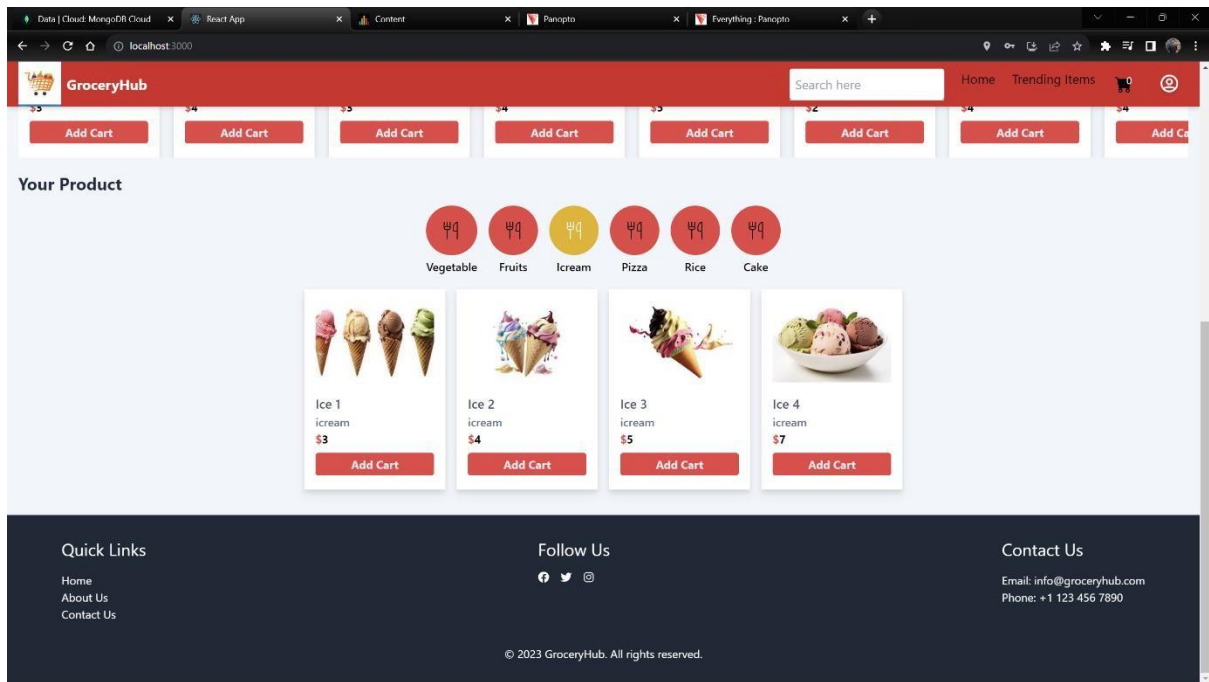 Data | Cloud: MongoDB Cloud React App Content Panopto Everything : Panopto
localhost:3000
GroceryHub Search here Home Trending Items 0
$3 $4 $3 $4 $5 $2 $4 $4
Add Cart Add Cart Add Cart Add Cart Add Cart Add Cart Add Cart Add Ca
Your Product
Vegetable Fruits Icream Pizza Rice Cake
Ice 1 Ice 2 Ice 3 Ice 4
icream icream icream icream
$3 $4 $5 $7
Add Cart Add Cart Add Cart Add Cart
Quick Links Follow Us Contact Us
Home Email: info@groceryhub.com
About Us Phone: +1 123 456 7890
Contact Us
© 2023 GroceryHub. All rights reserved.